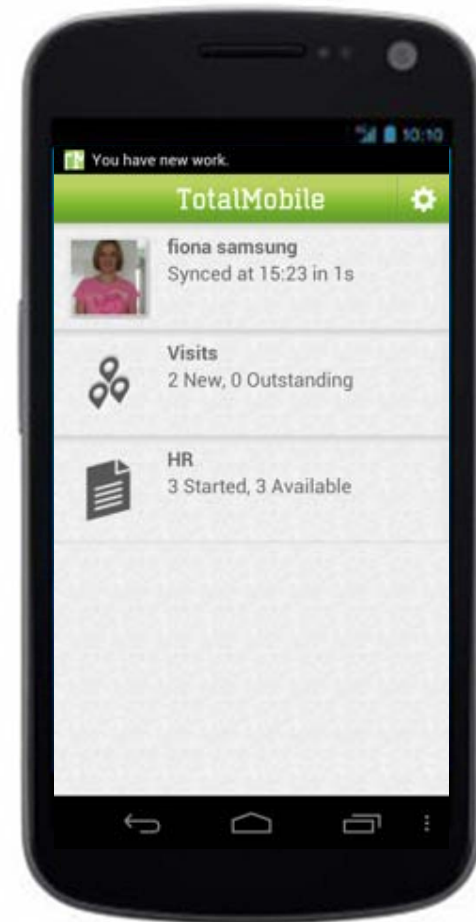 10:10
You have new work.
TotalMobile
fiona samsung
Synced at 15:23 in 1s
Visits
2 New, 0 Outstanding
HR
3 Started, 3 Available